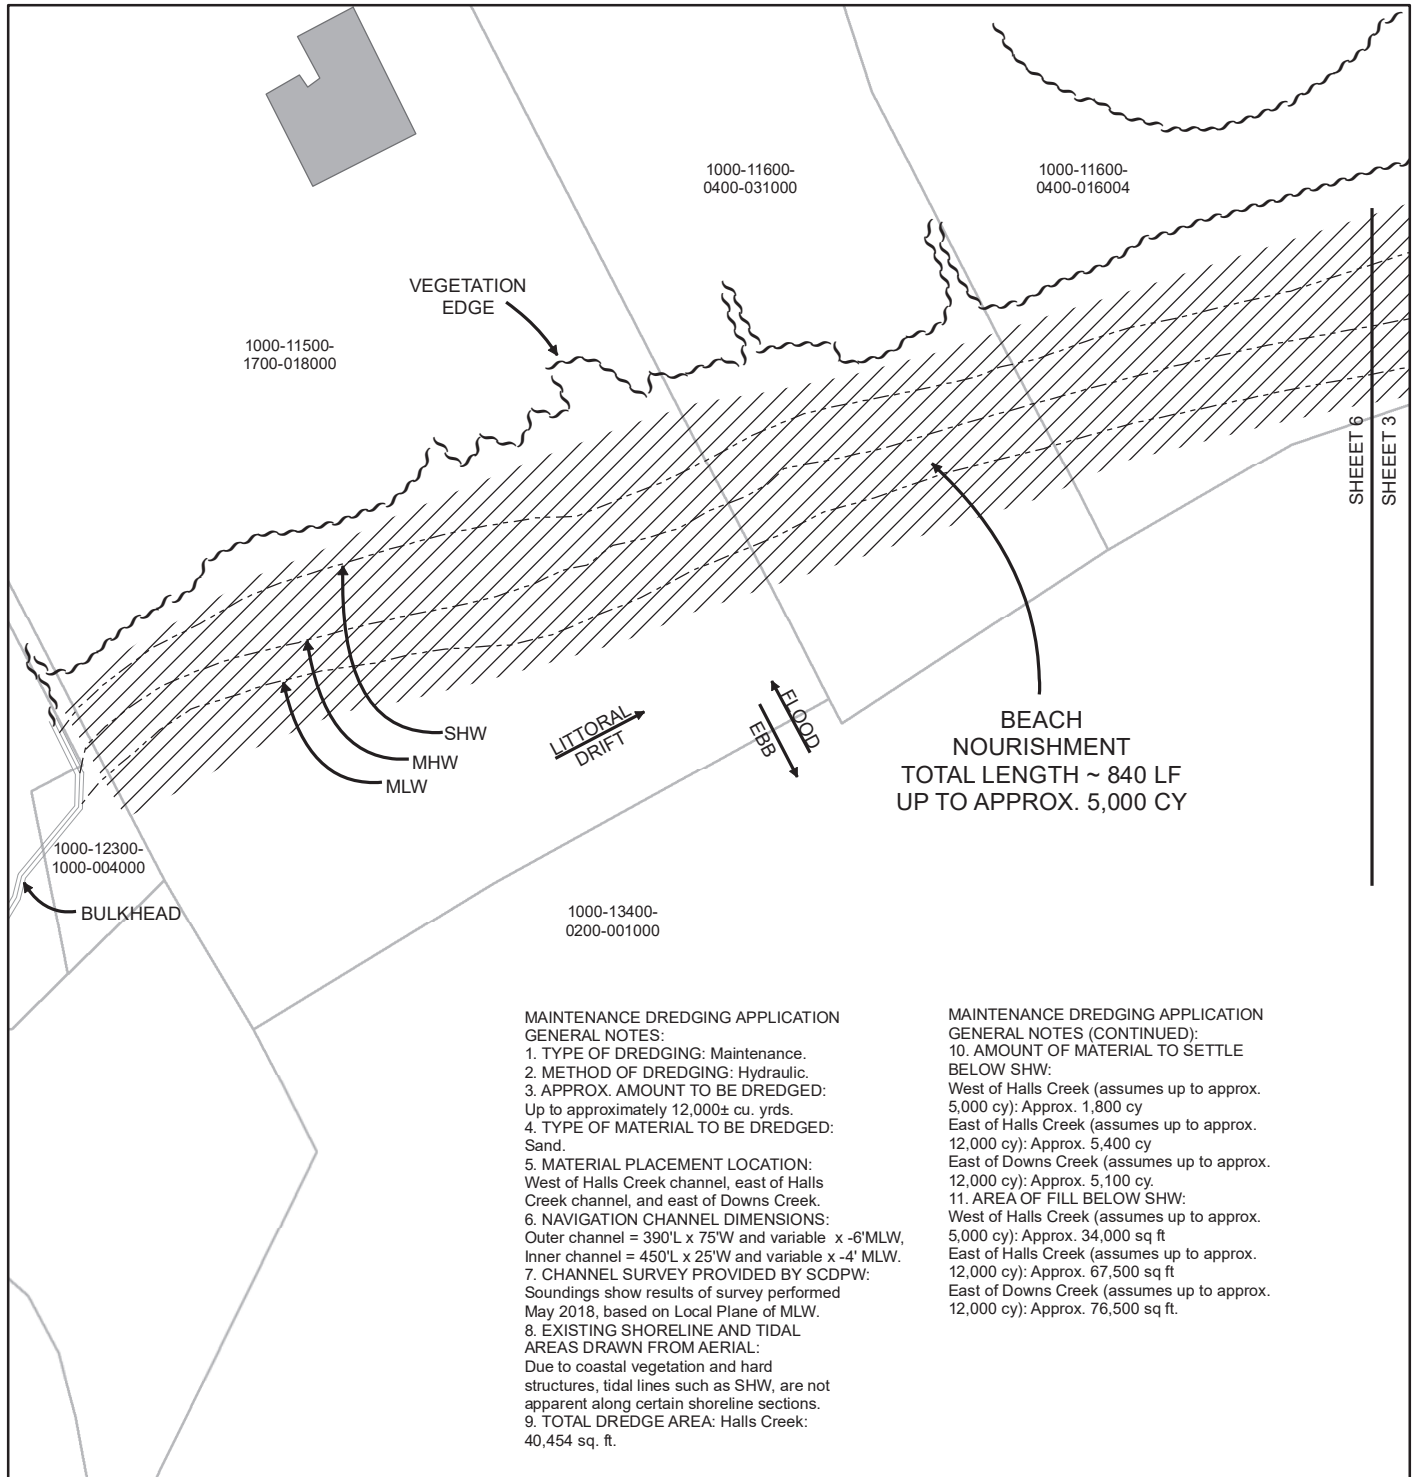 1000-11600-
0400-031000
1000-11600-
0400-016004
VEGETATION
EDGE
1000-11500-
1700-018000
SHEET 6
SHEEET 3
SHW
MHW
MLW
LITTORAL
DRIFT
FLOOD
EBB
BEACH
NOURISHMENT
TOTAL LENGTH ~ 840 LF
UP TO APPROX. 5,000 CY
1000-12300-
1000-004000
BULKHEAD
1000-13400-
0200-001000
MAINTENANCE DREDGING APPLICATION
GENERAL NOTES:
1. TYPE OF DREDGING: Maintenance.
2. METHOD OF DREDGING: Hydraulic.
3. APPROX. AMOUNT TO BE DREDGED:
Up to approximately 12,000± cu. yrds.
4. TYPE OF MATERIAL TO BE DREDGED:
Sand.
5. MATERIAL PLACEMENT LOCATION:
West of Halls Creek channel, east of Halls
Creek channel, and east of Downs Creek.
6. NAVIGATION CHANNEL DIMENSIONS:
Outer channel = 390'L x 75'W and variable x -6'MLW,
Inner channel = 450'L x 25'W and variable x -4' MLW.
7. CHANNEL SURVEY PROVIDED BY SCDPW:
Soundings show results of survey performed
May 2018, based on Local Plane of MLW.
8. EXISTING SHORELINE AND TIDAL
AREAS DRAWN FROM AERIAL:
Due to coastal vegetation and hard
structures, tidal lines such as SHW, are not
apparent along certain shoreline sections.
9. TOTAL DREDGE AREA: Halls Creek:
40,454 sq. ft.
MAINTENANCE DREDGING APPLICATION
GENERAL NOTES (CONTINUED):
10. AMOUNT OF MATERIAL TO SETTLE
BELOW SHW:
West of Halls Creek (assumes up to approx.
5,000 cy): Approx. 1,800 cy
East of Halls Creek (assumes up to approx.
12,000 cy): Approx. 5,400 cy
East of Downs Creek (assumes up to approx.
12,000 cy): Approx. 5,100 cy.
11. AREA OF FILL BELOW SHW:
West of Halls Creek (assumes up to approx.
5,000 cy): Approx. 34,000 sq ft
East of Halls Creek (assumes up to approx.
12,000 cy): Approx. 67,500 sq ft
East of Downs Creek (assumes up to approx.
12,000 cy): Approx. 76,500 sq ft.